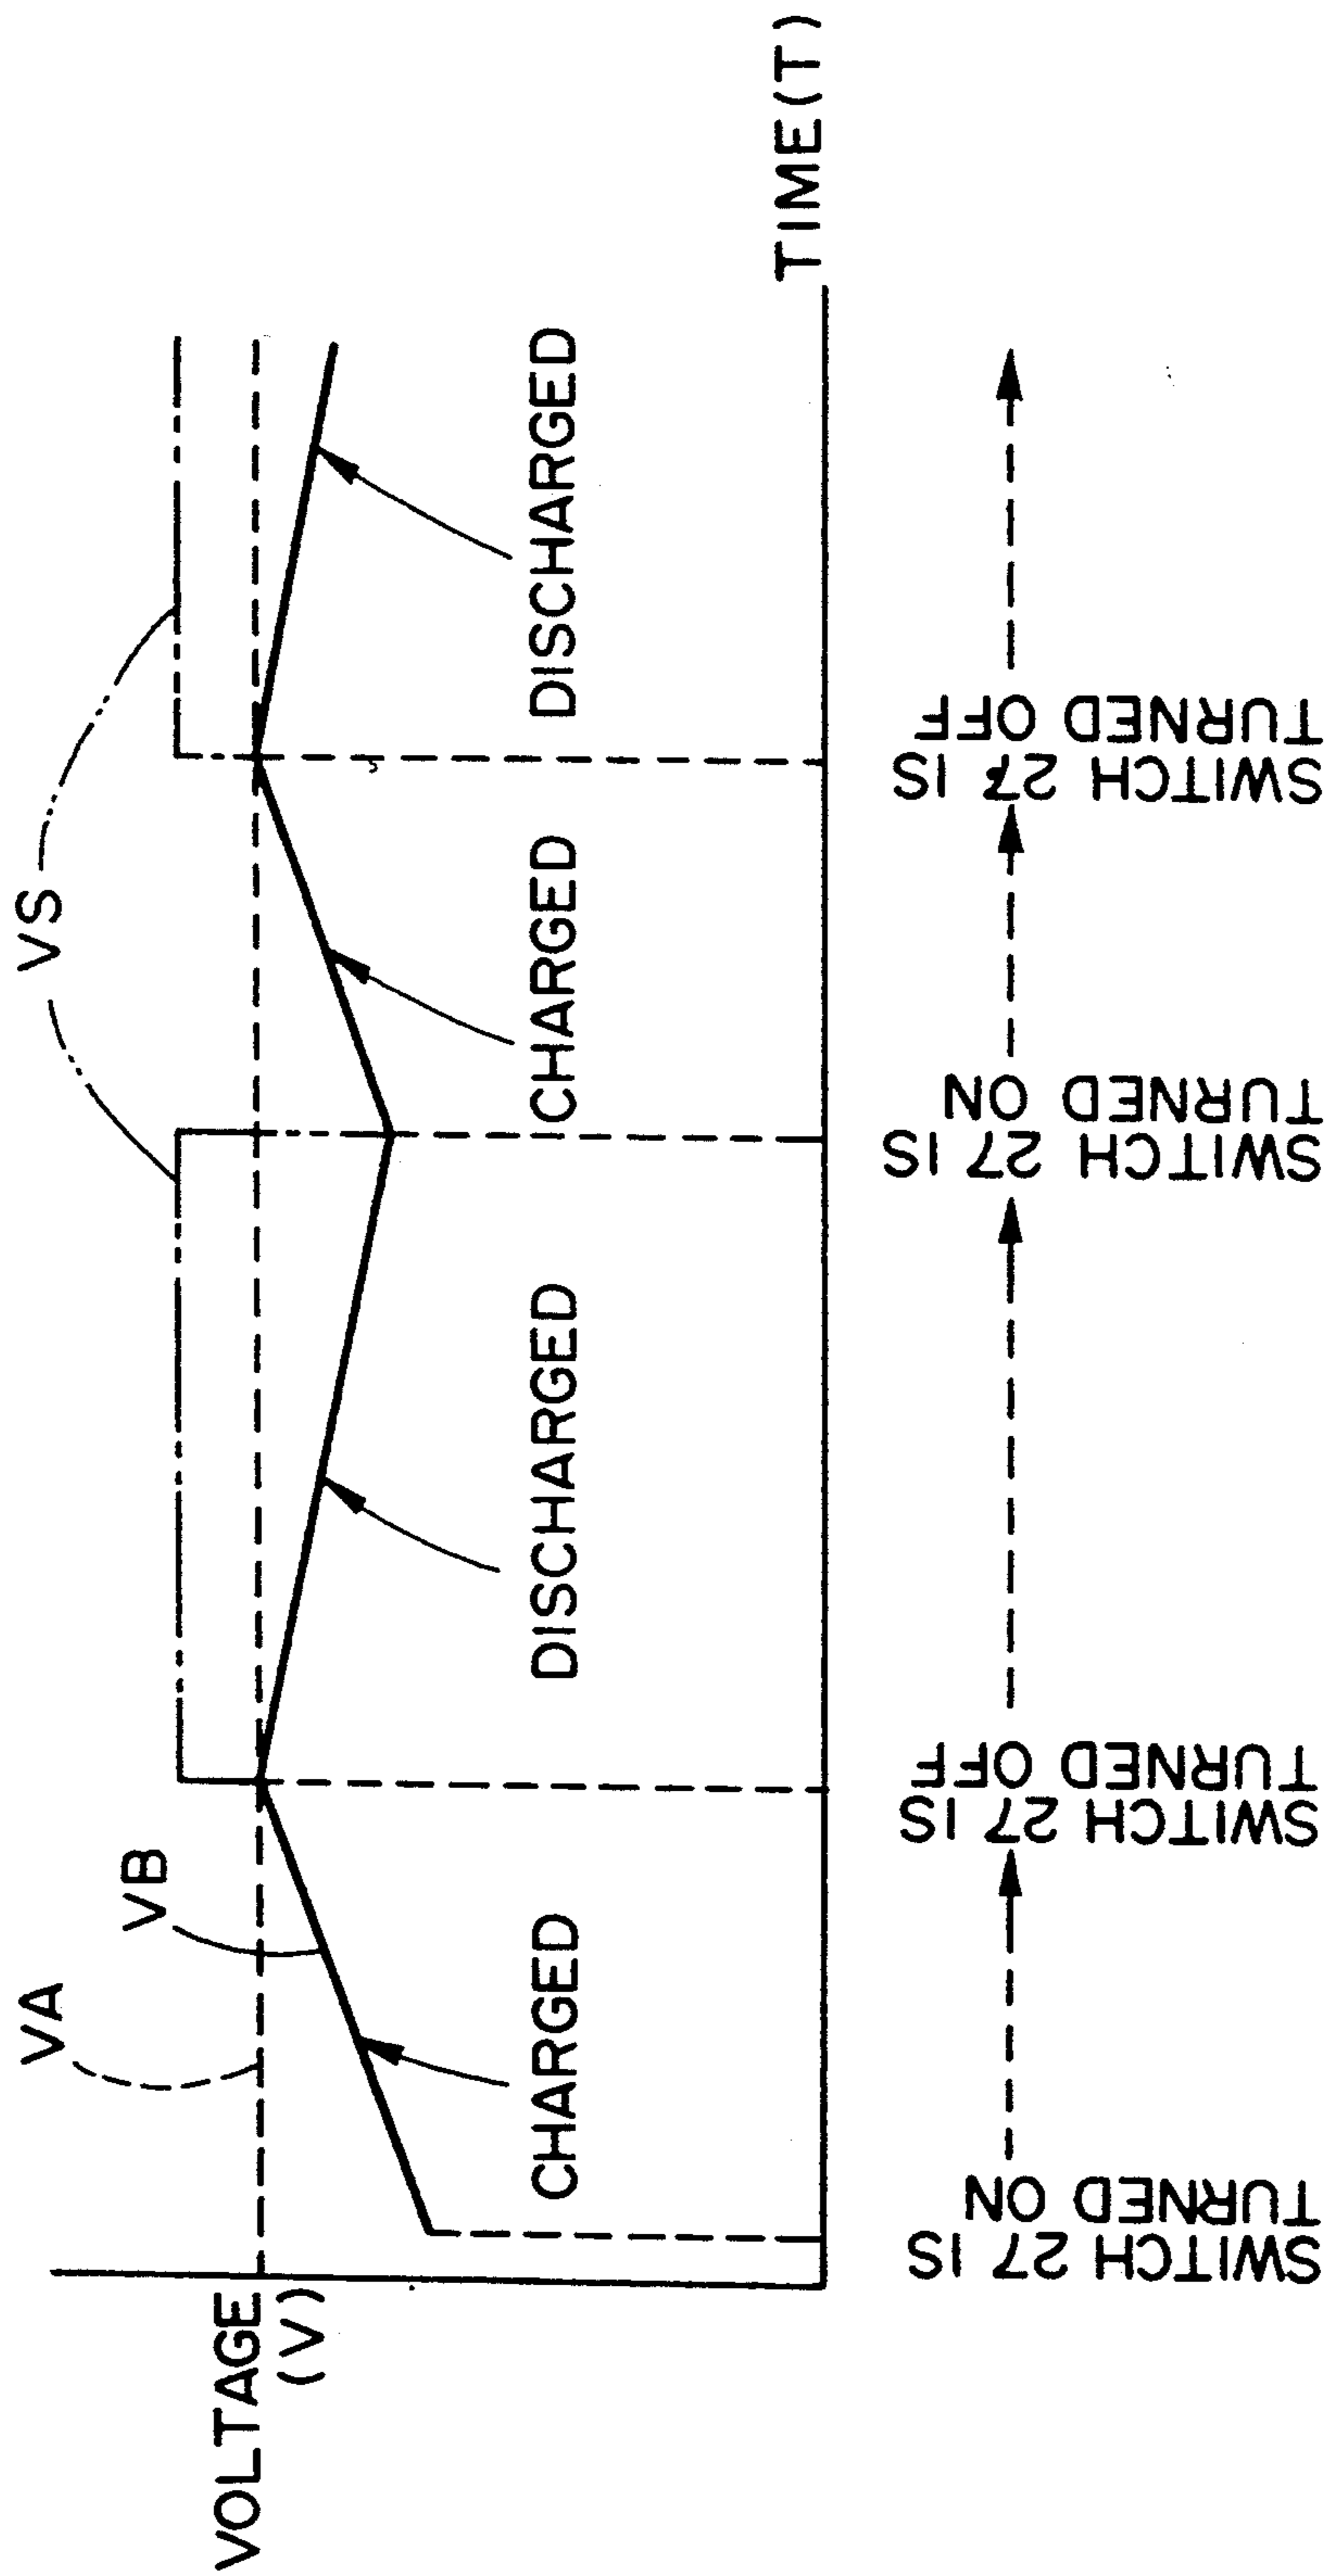 VOLTAGE
(V)
VA
VB
VS
CHARGED
DISCHARGED
CHARGED
DISCHARGED
TIME(T)
SWITCH 27 IS
TURNED ON
SWITCH 27 IS
TURNED OFF
SWITCH 27 IS
TURNED ON
SWITCH 27 IS
TURNED OFF